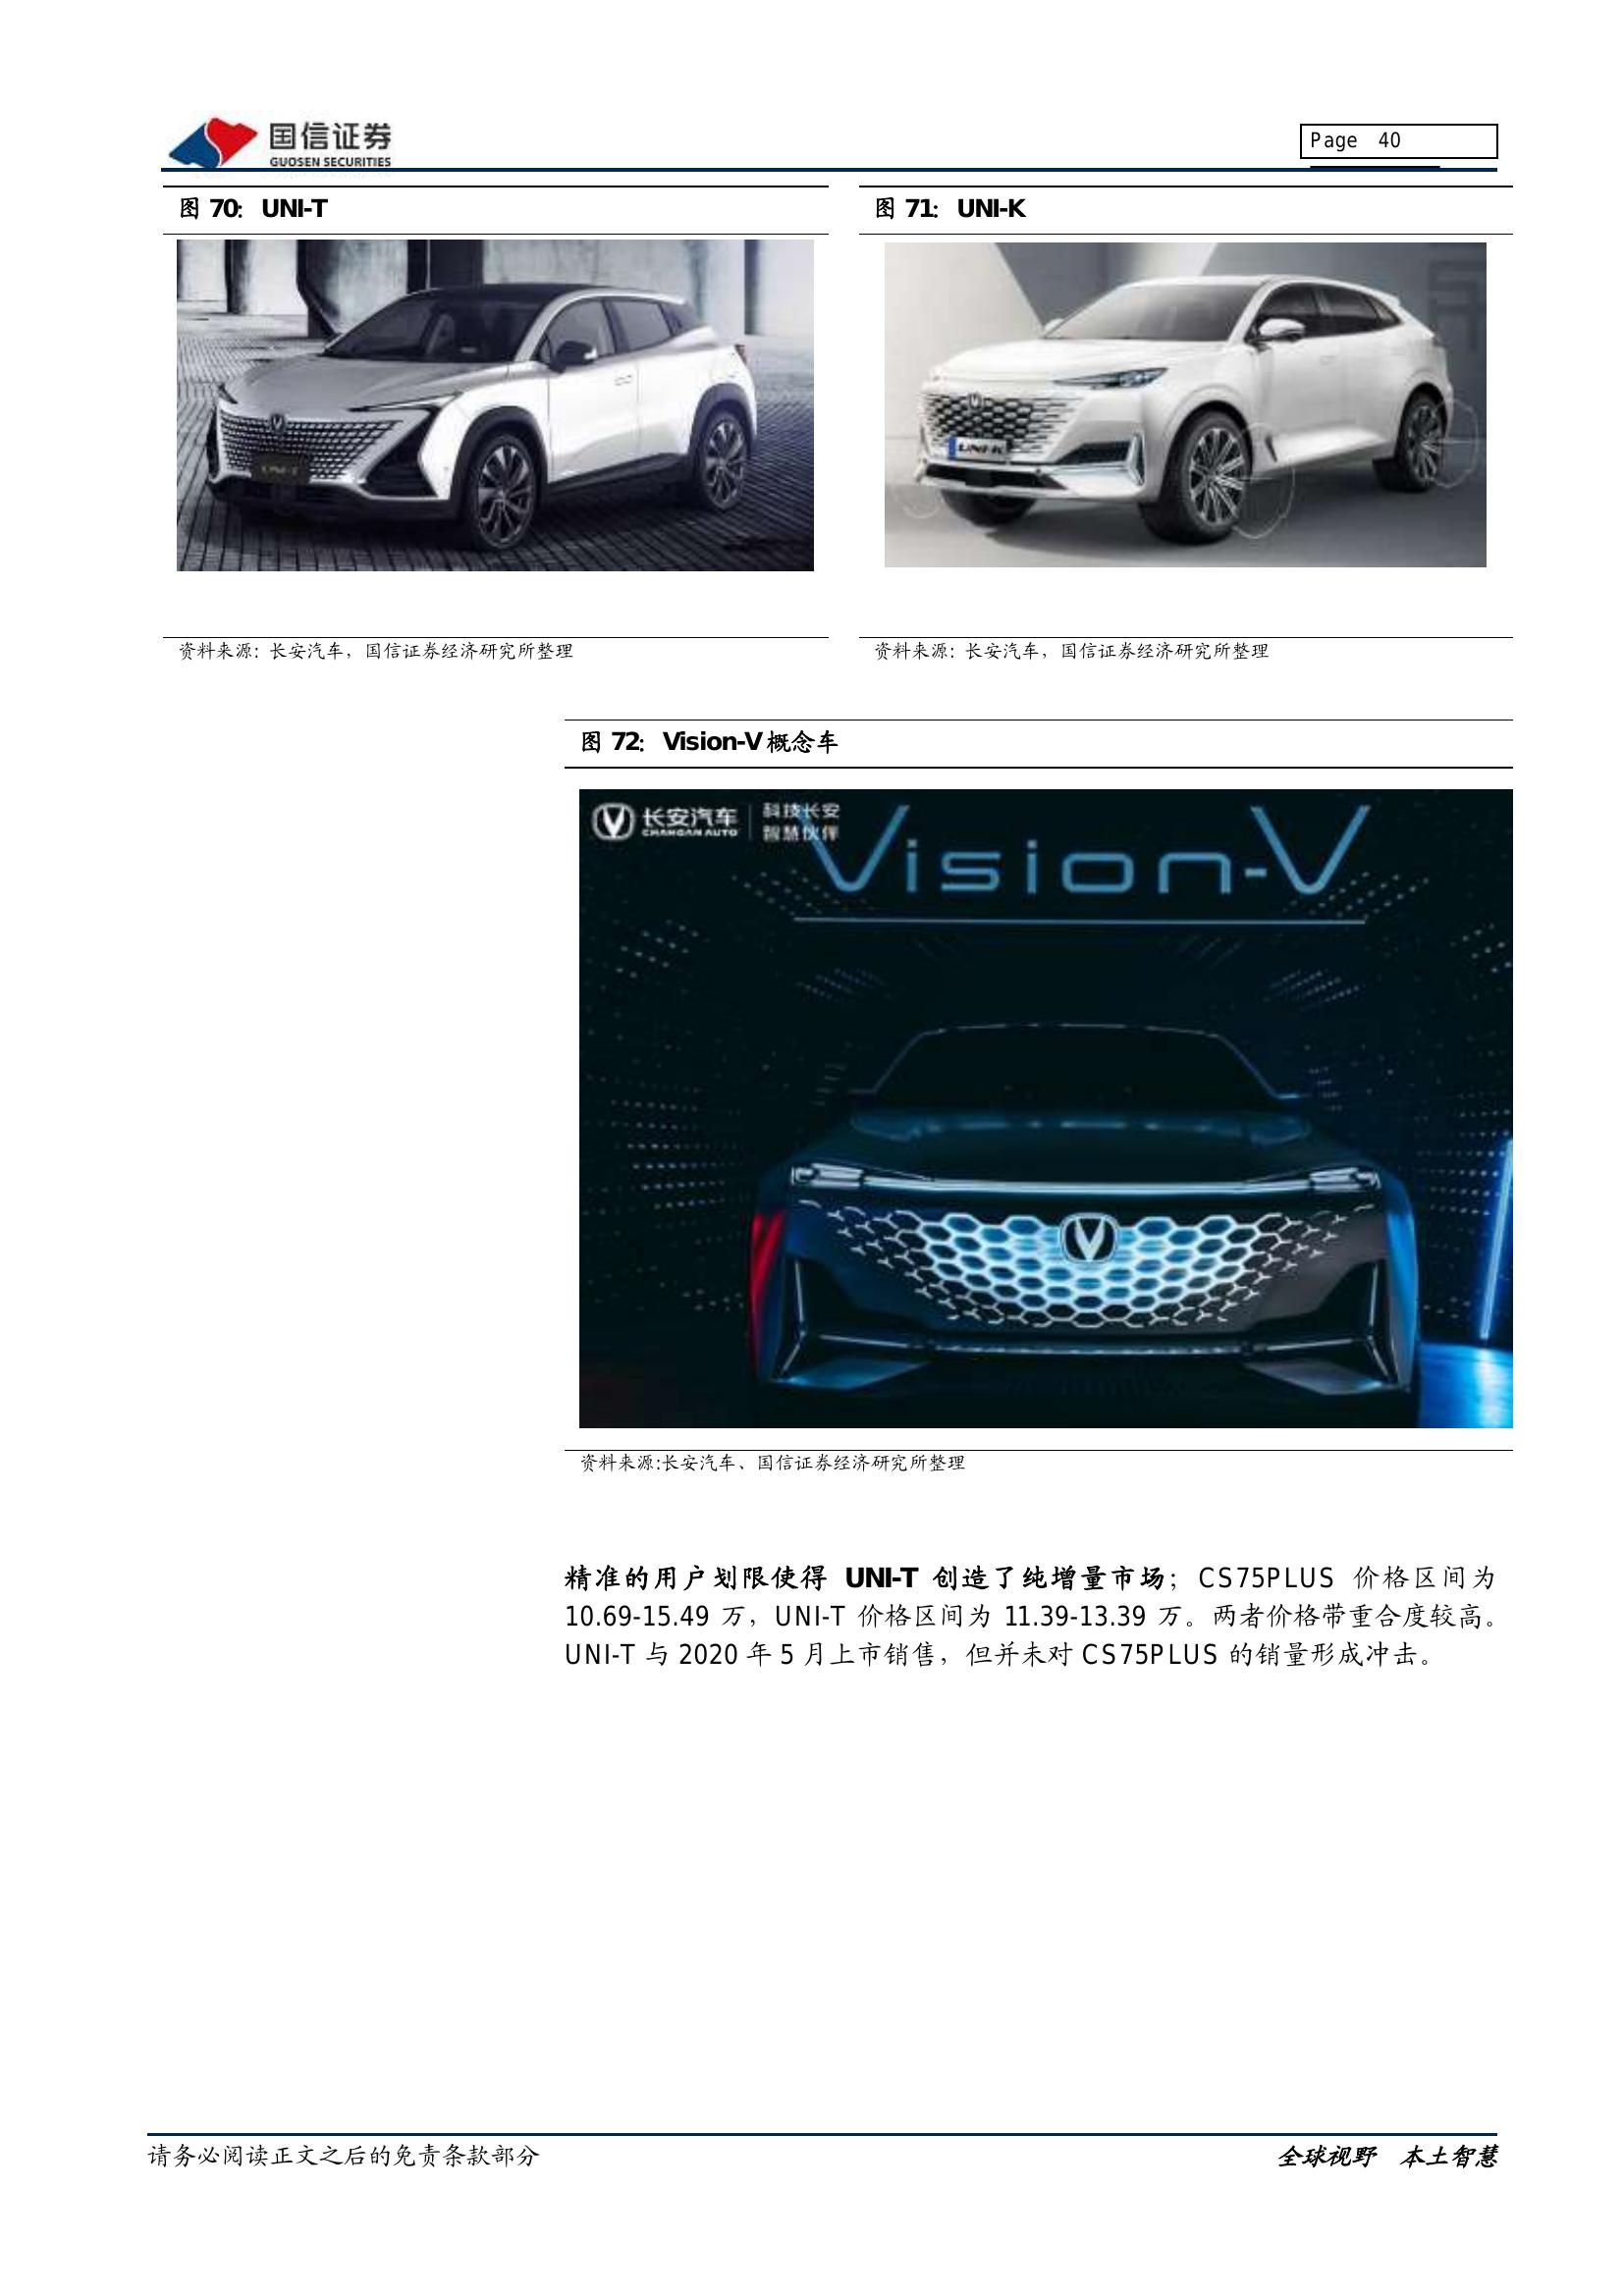 国信证券
GUOSEN SECURITIES
Page 40
图 70：UNI-T
图 71：UNI-K
UNI-T
UNI-K
资料来源：长安汽车，国信证券经济研究所整理
资料来源：长安汽车，国信证券经济研究所整理
图 72：Vision-V 概念车
长安汽车
CHANGAN AUTO
科技长安
智慧伙伴
Vision-V
资料来源:长安汽车、国信证券经济研究所整理
精准的用户划限使得 UNI-T 创造了纯增量市场；CS75PLUS 价格区间为
10.69-15.49 万，UNI-T 价格区间为 11.39-13.39 万。两者价格带重合度较高。
UNI-T 与 2020 年 5 月上市销售，但并未对 CS75PLUS 的销量形成冲击。
请务必阅读正文之后的免责条款部分
全球视野 本土智慧